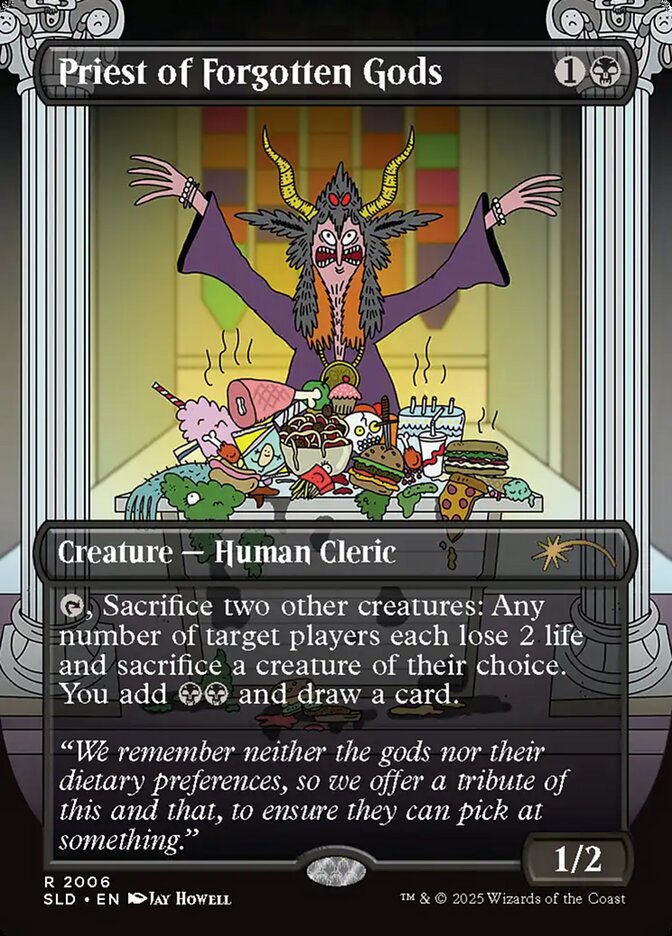 Priest of Forgotten Gods 1
Creature — Human Cleric
, Sacrifice two other creatures: Any
number of target players each lose 2 life
and sacrifice a creature of their choice.
You add and draw a card.
“We remember neither the gods nor their
dietary preferences, so we offer a tribute of
this and that, to ensure they can pick at
something.”
1/2
R 2006
SLD • EN Jay Howell
™ & © 2025 Wizards of the Coast